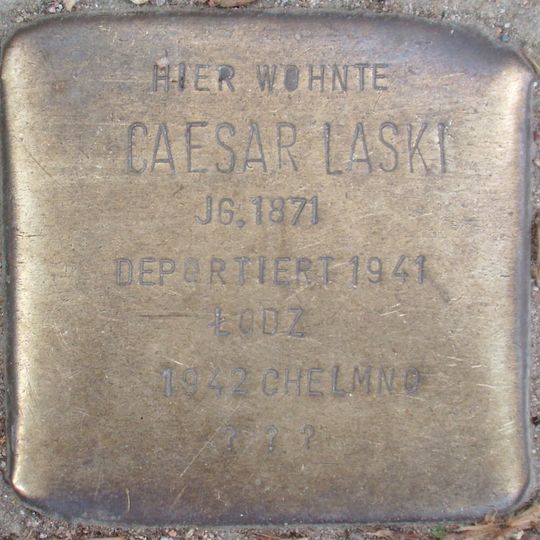 HIER WOHNTE
CAESAR LASKI
JG. 1871
DEPORTIERT 1941
ŁODZ
1942 CHELMNO
? ? ?